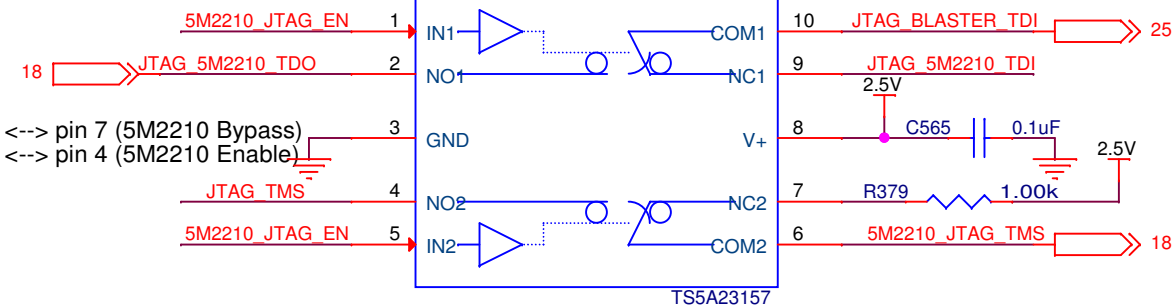 5M2210_JTAG_EN 1 IN1 COM1 10 JTAG_BLASTER_TDI 25
18 JTAG_5M2210_TDO 2 NO1 NC1 9 JTAG_5M2210_TDI
2.5V
<--> pin 7 (5M2210 Bypass) 3 GND V+ 8 C565 0.1uF
<--> pin 4 (5M2210 Enable) 2.5V
JTAG_TMS 4 NO2 NC2 7 R379 1.00k
5M2210_JTAG_EN 5 IN2 COM2 6 5M2210_JTAG_TMS 18
TS5A23157